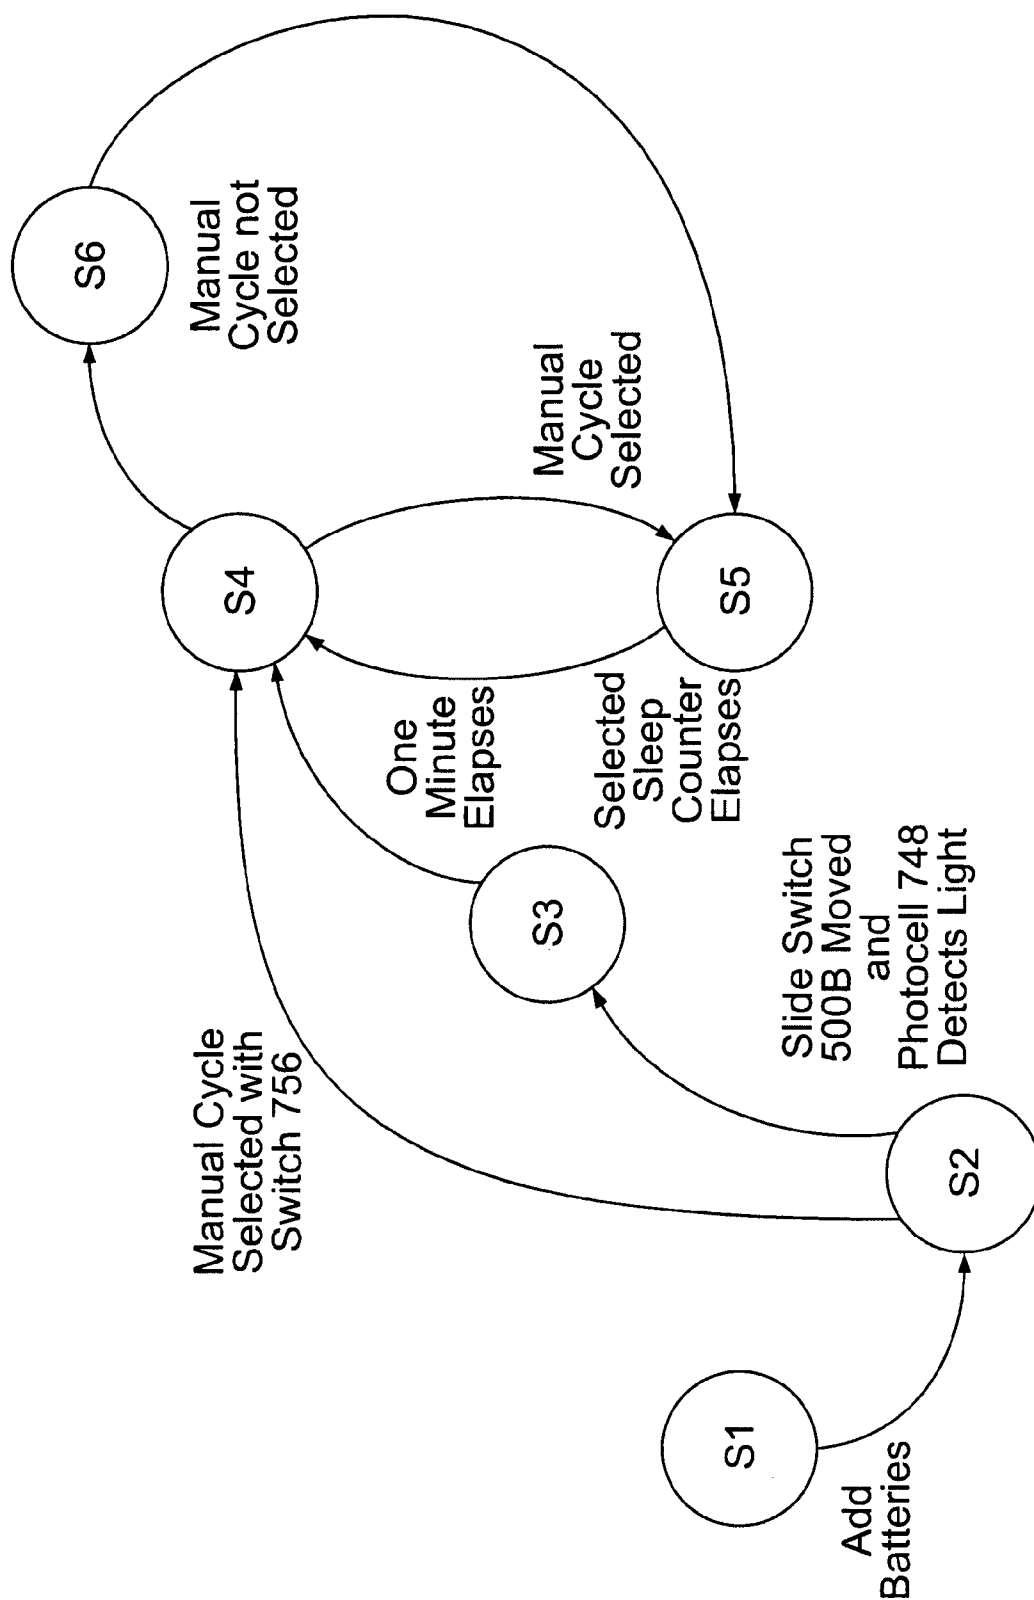 S1
Add
Batteries
S2
Manual Cycle
Selected with
Switch 756
Slide Switch
500B Moved
and
Photocell 748
Detects Light
S3
One
Minute
Elapses
Selected
Sleep
Counter
Elapses
S4
S5
Manual
Cycle
Selected
S6
Manual
Cycle not
Selected